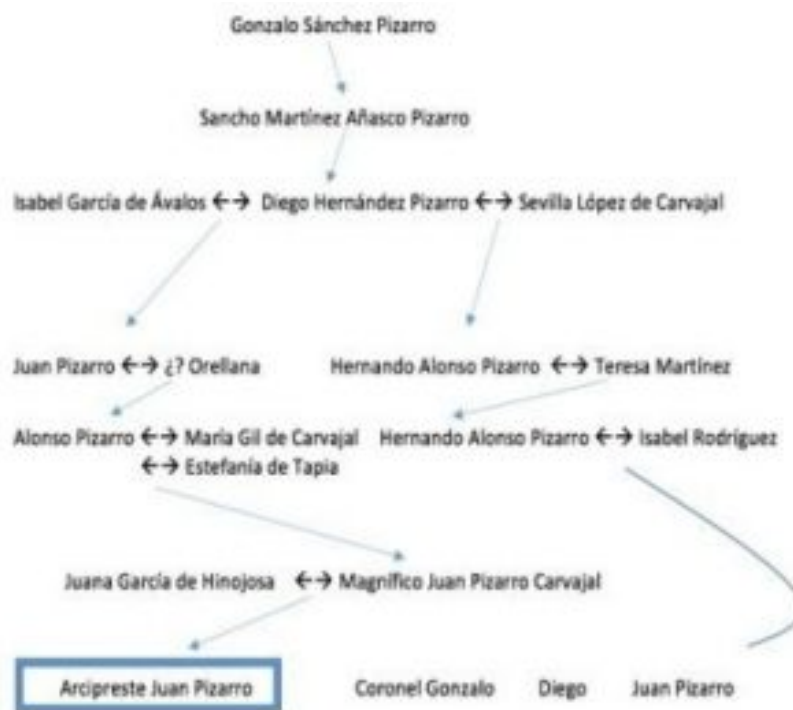 Gonzalo Sánchez Pizarro
Sancho Martínez Añasco Pizarro
Isabel García de Ávalos ←→ Diego Hernández Pizarro ←→ Sevilla López de Carvajal
Juan Pizarro ←→ ¿? Orellana Hernando Alonso Pizarro ←→ Teresa Martínez
Alonso Pizarro ←→ María Gil de Carvajal Hernando Alonso Pizarro ←→ Isabel Rodríguez
←→ Estefanía de Tapia
Juana García de Hinojosa ←→ Magnífico Juan Pizarro Carvajal
Arcipreste Juan Pizarro Coronel Gonzalo Diego Juan Pizarro